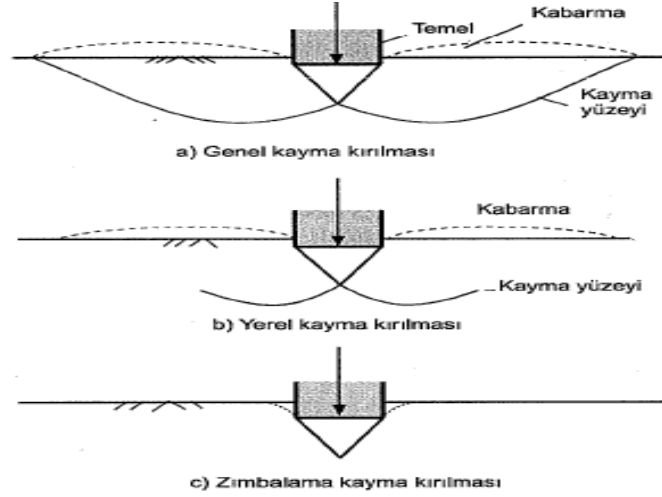 Temel
Kabarma
Kayma
yüzeyi
a) Genel kayma kırılması
Kabarma
Kayma yüzeyi
b) Yerel kayma kırılması
c) Zımbalama kayma kırılması